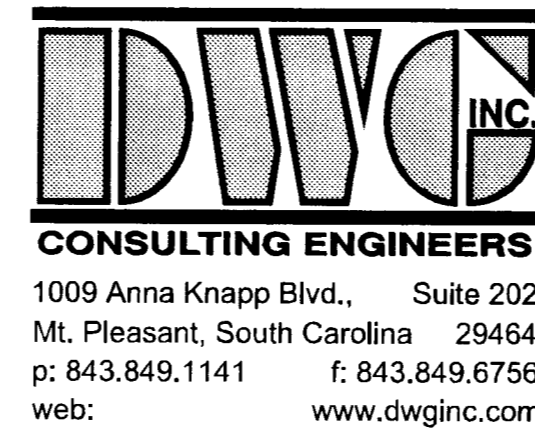 DWG
INC.
CONSULTING ENGINEERS
1009 Anna Knapp Blvd., Suite 202
Mt. Pleasant, South Carolina 29464
p: 843.849.1141 f: 843.849.6756
web: www.dwginc.com